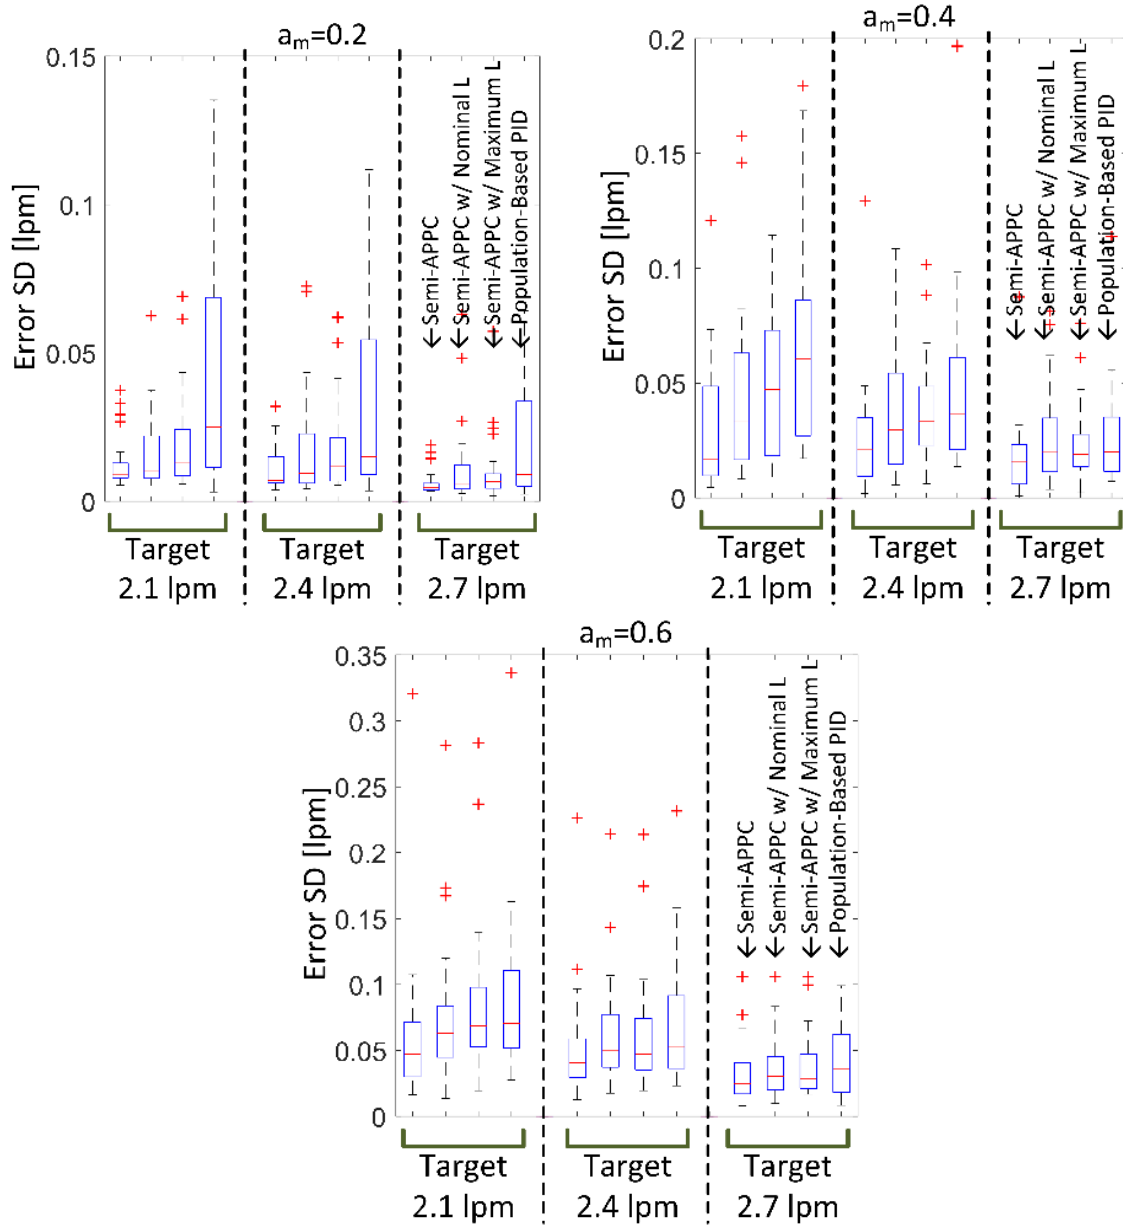 a_m=0.2
0.15
0.1
0.05
0
Error SD [lpm]
Semi-APPC
Semi-APPC w/ Nominal L
Semi-APPC w/ Maximum L
Population-Based PID
Target
2.1 lpm
Target
2.4 lpm
Target
2.7 lpm
a_m=0.4
0.2
0.15
0.1
0.05
0
Error SD [lpm]
Semi-APPC
Semi-APPC w/ Nominal L
Semi-APPC w/ Maximum L
Population-Based PID
Target
2.1 lpm
Target
2.4 lpm
Target
2.7 lpm
a_m=0.6
0.35
0.3
0.25
0.2
0.15
0.1
0.05
0
Error SD [lpm]
Semi-APPC
Semi-APPC w/ Nominal L
Semi-APPC w/ Maximum L
Population-Based PID
Target
2.1 lpm
Target
2.4 lpm
Target
2.7 lpm